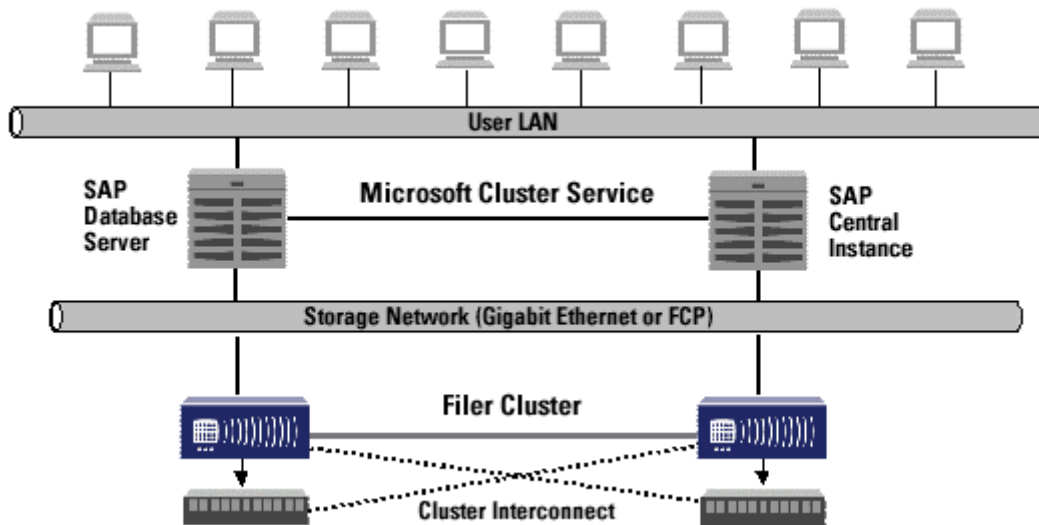 User LAN
SAP
Database
Server
Microsoft Cluster Service
SAP
Central
Instance
Storage Network (Gigabit Ethernet or FCP)
Filer Cluster
Cluster Interconnect